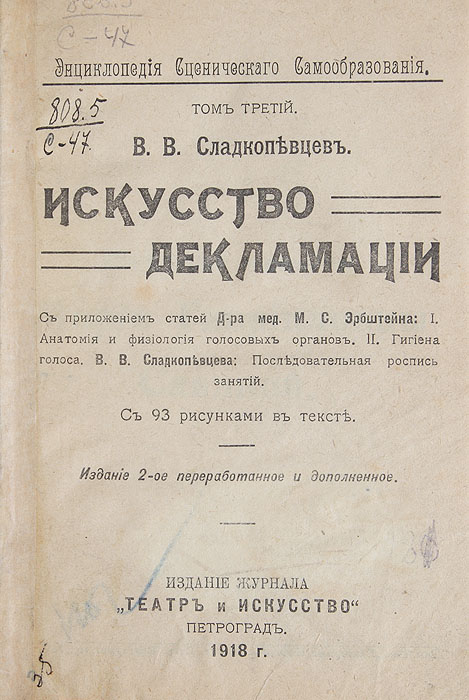 С-47
Энциклопедія Сценическаго Самообразованія.
808.5
С-47
ТОМЪ ТРЕТІЙ.
В. В. Сладкопѣвцевъ.
ИСКУССТВО
ДЕКЛАМАЦІИ
Съ приложеніемъ статей Д-ра мед. М. С. Эрбштейна: I.
Анатомія и физіологія голосовыхъ органовъ. II. Гигіена
голоса. В. В. Сладкопѣвцева: Послѣдовательная роспись
занятій.
Съ 93 рисунками въ текстѣ.
Изданіе 2-ое переработанное и дополненное.
ИЗДАНІЕ ЖУРНАЛА
„ТЕАТРЪ и ИСКУССТВО"
ПЕТРОГРАДЪ.
1918 г.